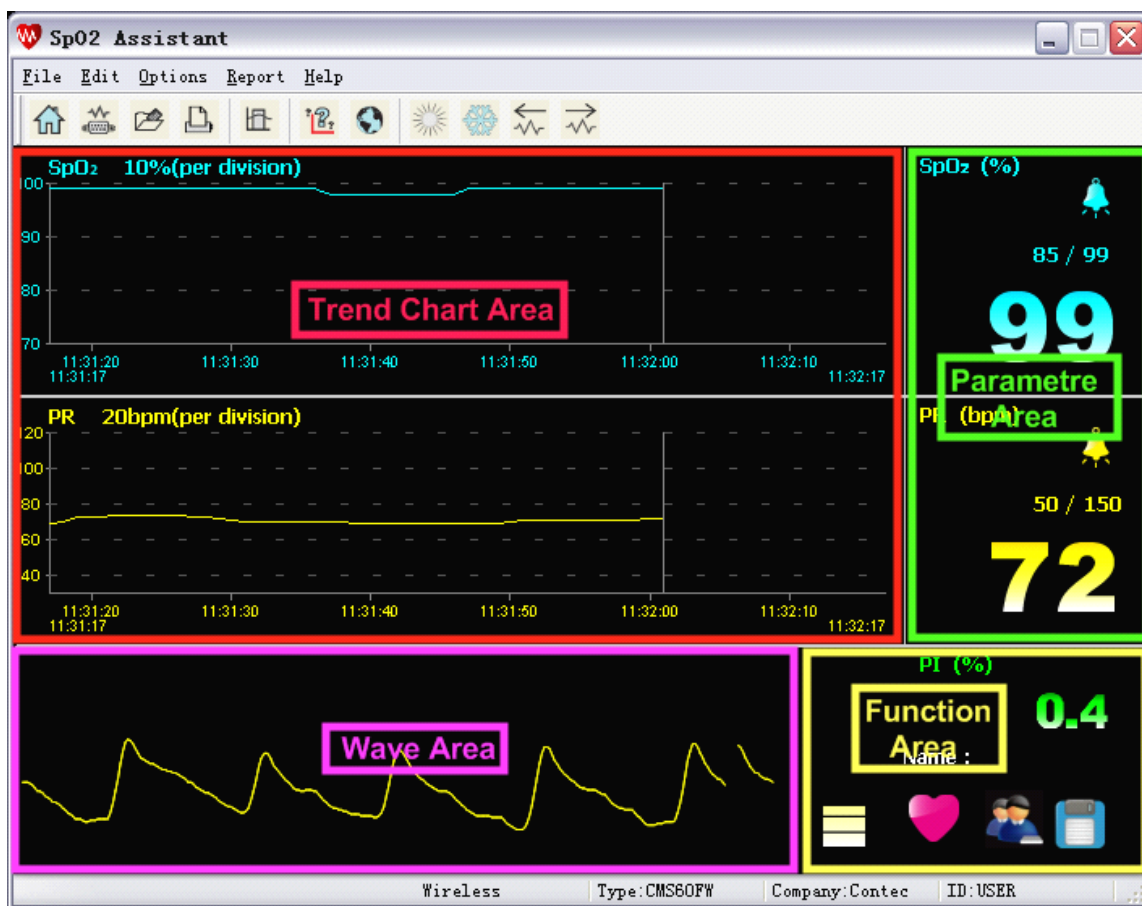 SpO2 Assistant
File Edit Options Report Help
SpO₂ 10%(per division)
100
90
80
70
11:31:20 11:31:30 11:31:40 11:31:50 11:32:00 11:32:10
11:31:17 11:32:17
Trend Chart Area
PR 20bpm(per division)
120
100
80
60
40
11:31:20 11:31:30 11:31:40 11:31:50 11:32:00 11:32:10
11:31:17 11:32:17
SpO₂ (%)
85 / 99
99
Parametre
Area
PR (bpm)
50 / 150
72
Wave Area
PI (%)
0.4
Function
Area
Name :
Wireless Type:CMS60FW Company:Contec ID:USER